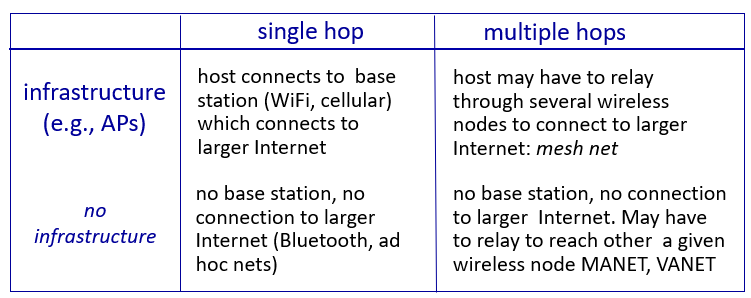 single hop
multiple hops
infrastructure
(e.g., APs)
host connects to base
station (WiFi, cellular)
which connects to
larger Internet
host may have to relay
through several wireless
nodes to connect to larger
Internet: mesh net
no
infrastructure
no base station, no
connection to larger
Internet (Bluetooth, ad
hoc nets)
no base station, no connection
to larger Internet. May have
to relay to reach other a given
wireless node MANET, VANET